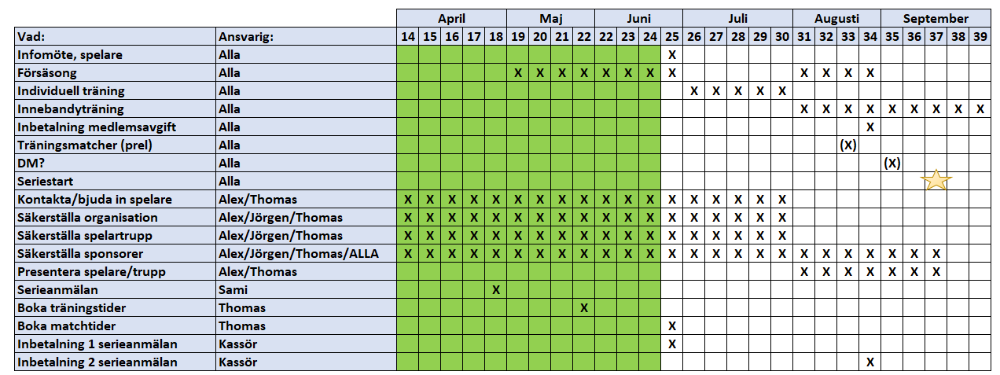 April Maj Juni Juli Augusti September
Vad: Ansvarig: 14 15 16 17 18 19 20 21 22 22 23 24 25 26 27 28 29 30 31 32 33 34 35 36 37 38 39
Infomöte, spelare Alla X
Försäsong Alla X X X X X X X X X X X X
Individuell träning Alla X X X X X
Innebandyträning Alla X X X X X X X X X
Inbetalning medlemsavgift Alla X
Träningsmatcher (prel) Alla (X)
DM? Alla (X)
Seriestart Alla
Kontakta/bjuda in spelare Alex/Thomas X X X X X X X X X X X X X X X X X X
Säkerställa organisation Alex/Jörgen/Thomas X X X X X X X X X X X X X X X X X X
Säkerställa spelartrupp Alex/Jörgen/Thomas X X X X X X X X X X X X X X X X X X
Säkerställa sponsorer Alex/Jörgen/Thomas/ALLA X X X X X X X X X X X X X X X X X X X X X X X X X
Presentera spelare/trupp Alex/Thomas X X X X X X X
Serieanmälan Sami X
Boka träningstider Thomas X
Boka matchtider Thomas X
Inbetalning 1 serieanmälan Kassör X
Inbetalning 2 serieanmälan Kassör X